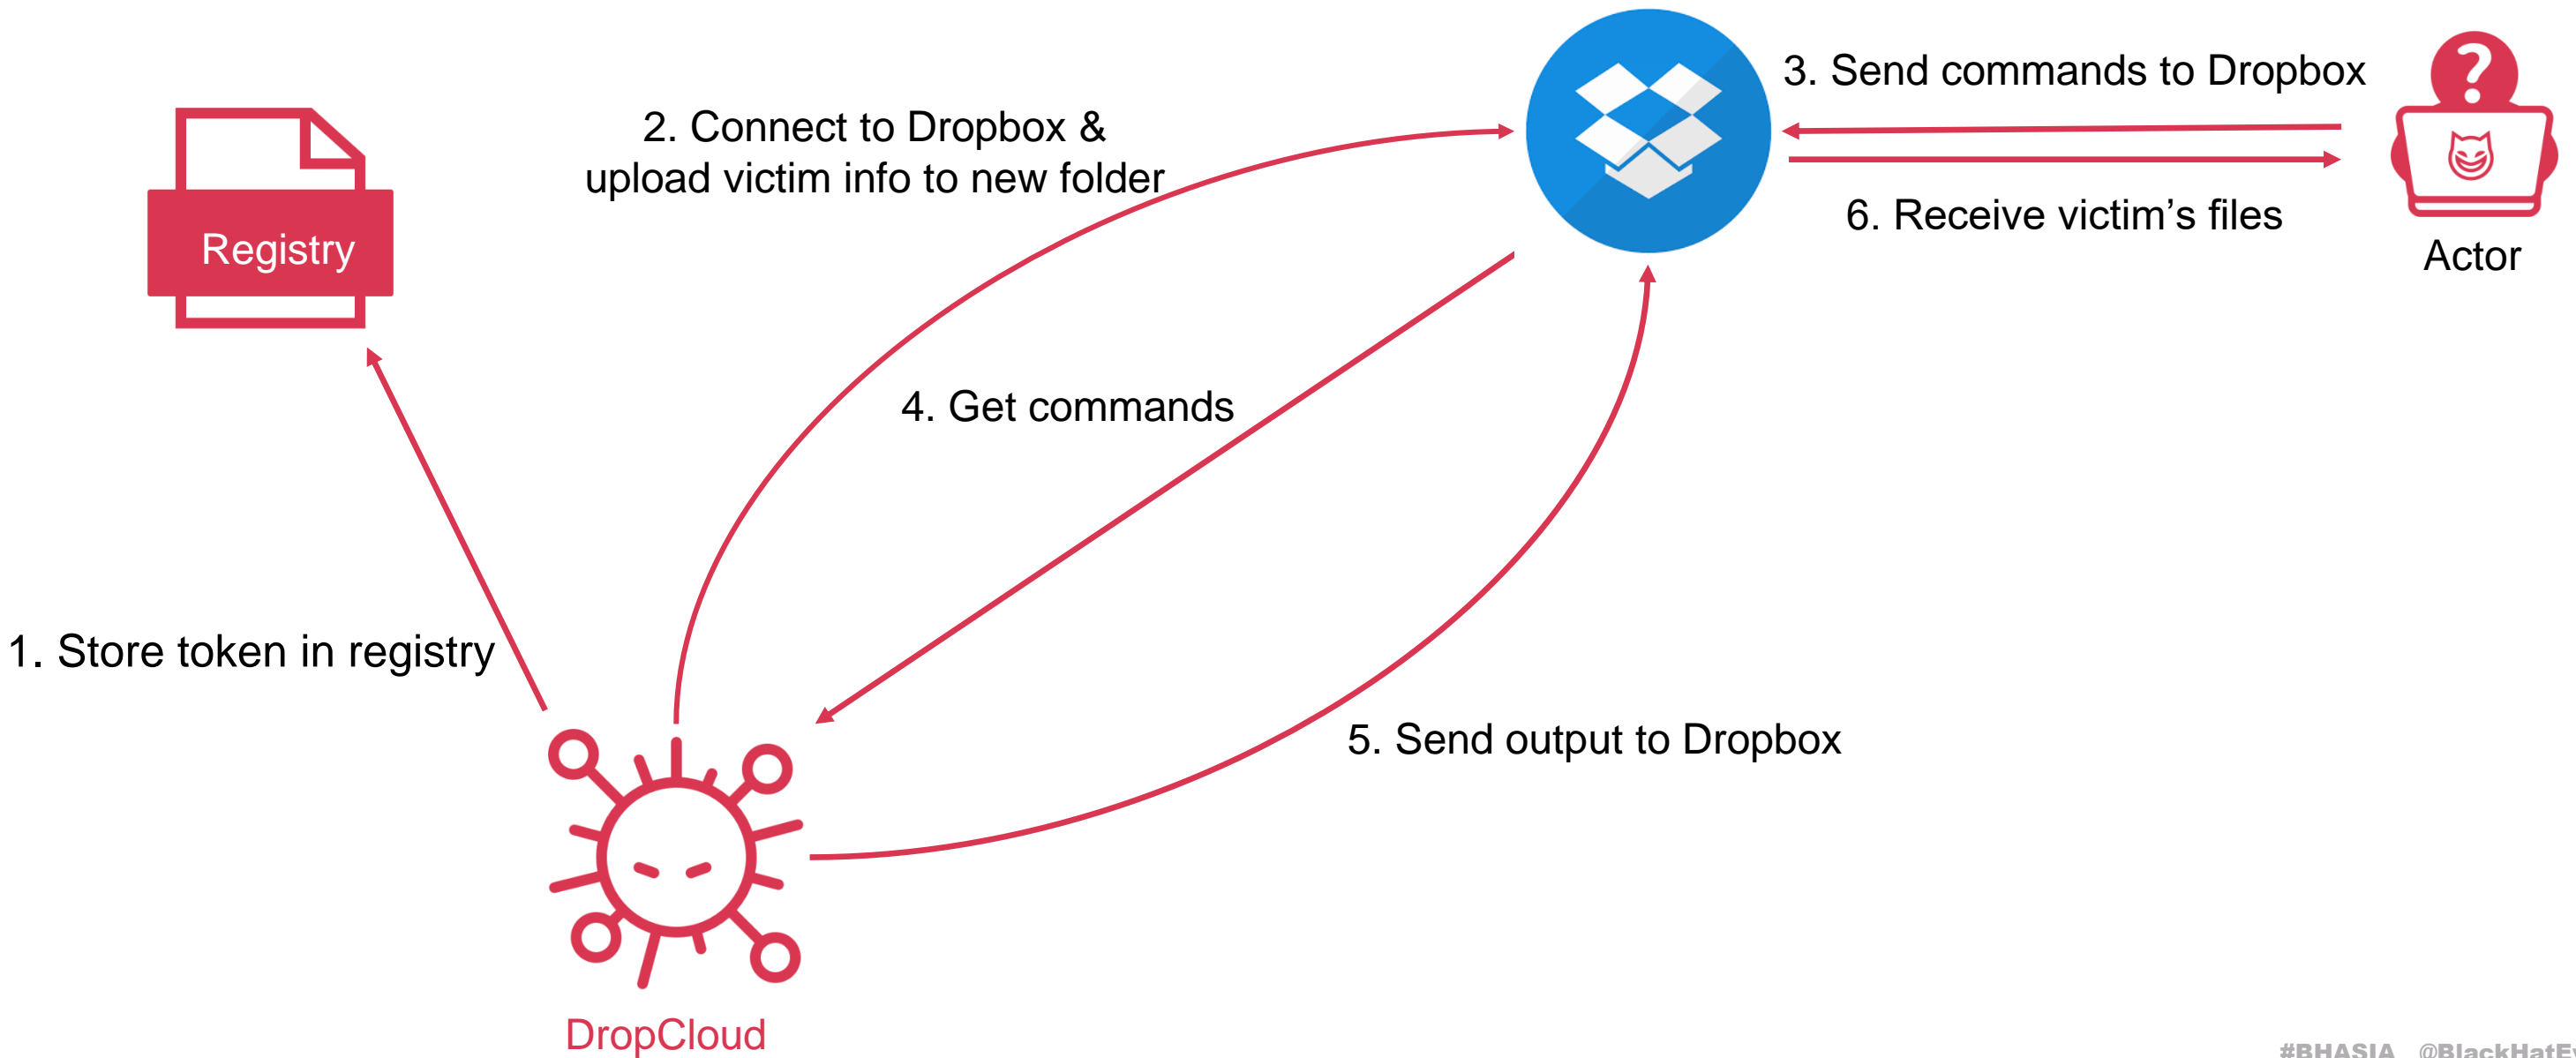 3. Send commands to Dropbox
2. Connect to Dropbox &
upload victim info to new folder
?
Registry
6. Receive victim’s files
Actor
4. Get commands
1. Store token in registry
5. Send output to Dropbox
DropCloud
#BHASIA